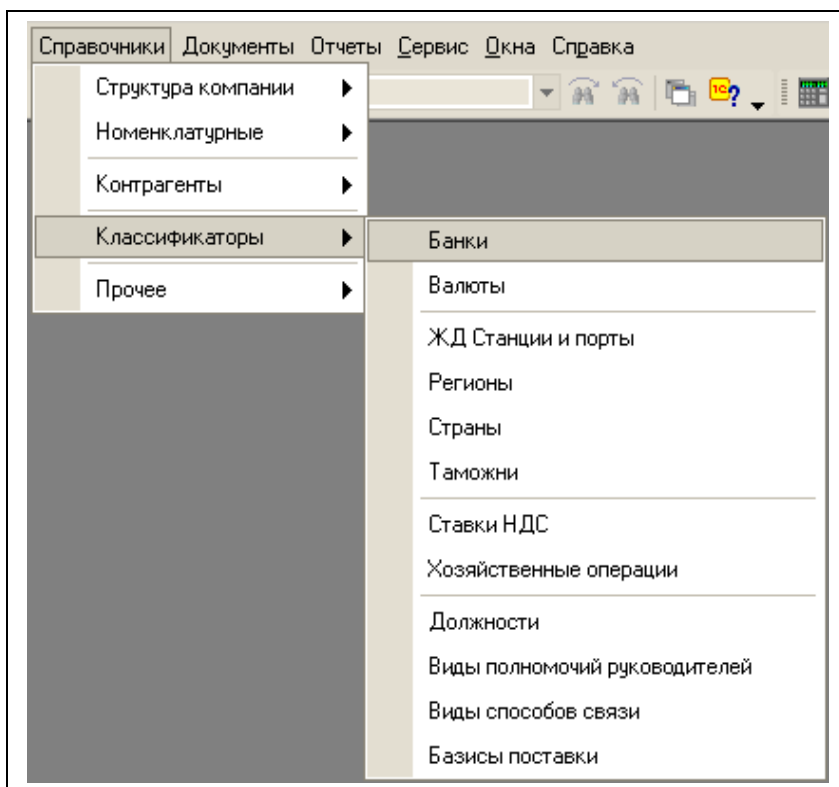 Справочники Документы Отчеты Сервис Окна Справка
Структура компании
1С?
Номенклатурные
Контрагенты
Классификаторы
Прочее
Банки
Валюты
ЖД Станции и порты
Регионы
Страны
Таможни
Ставки НДС
Хозяйственные операции
Должности
Виды полномочий руководителей
Виды способов связи
Базисы поставки